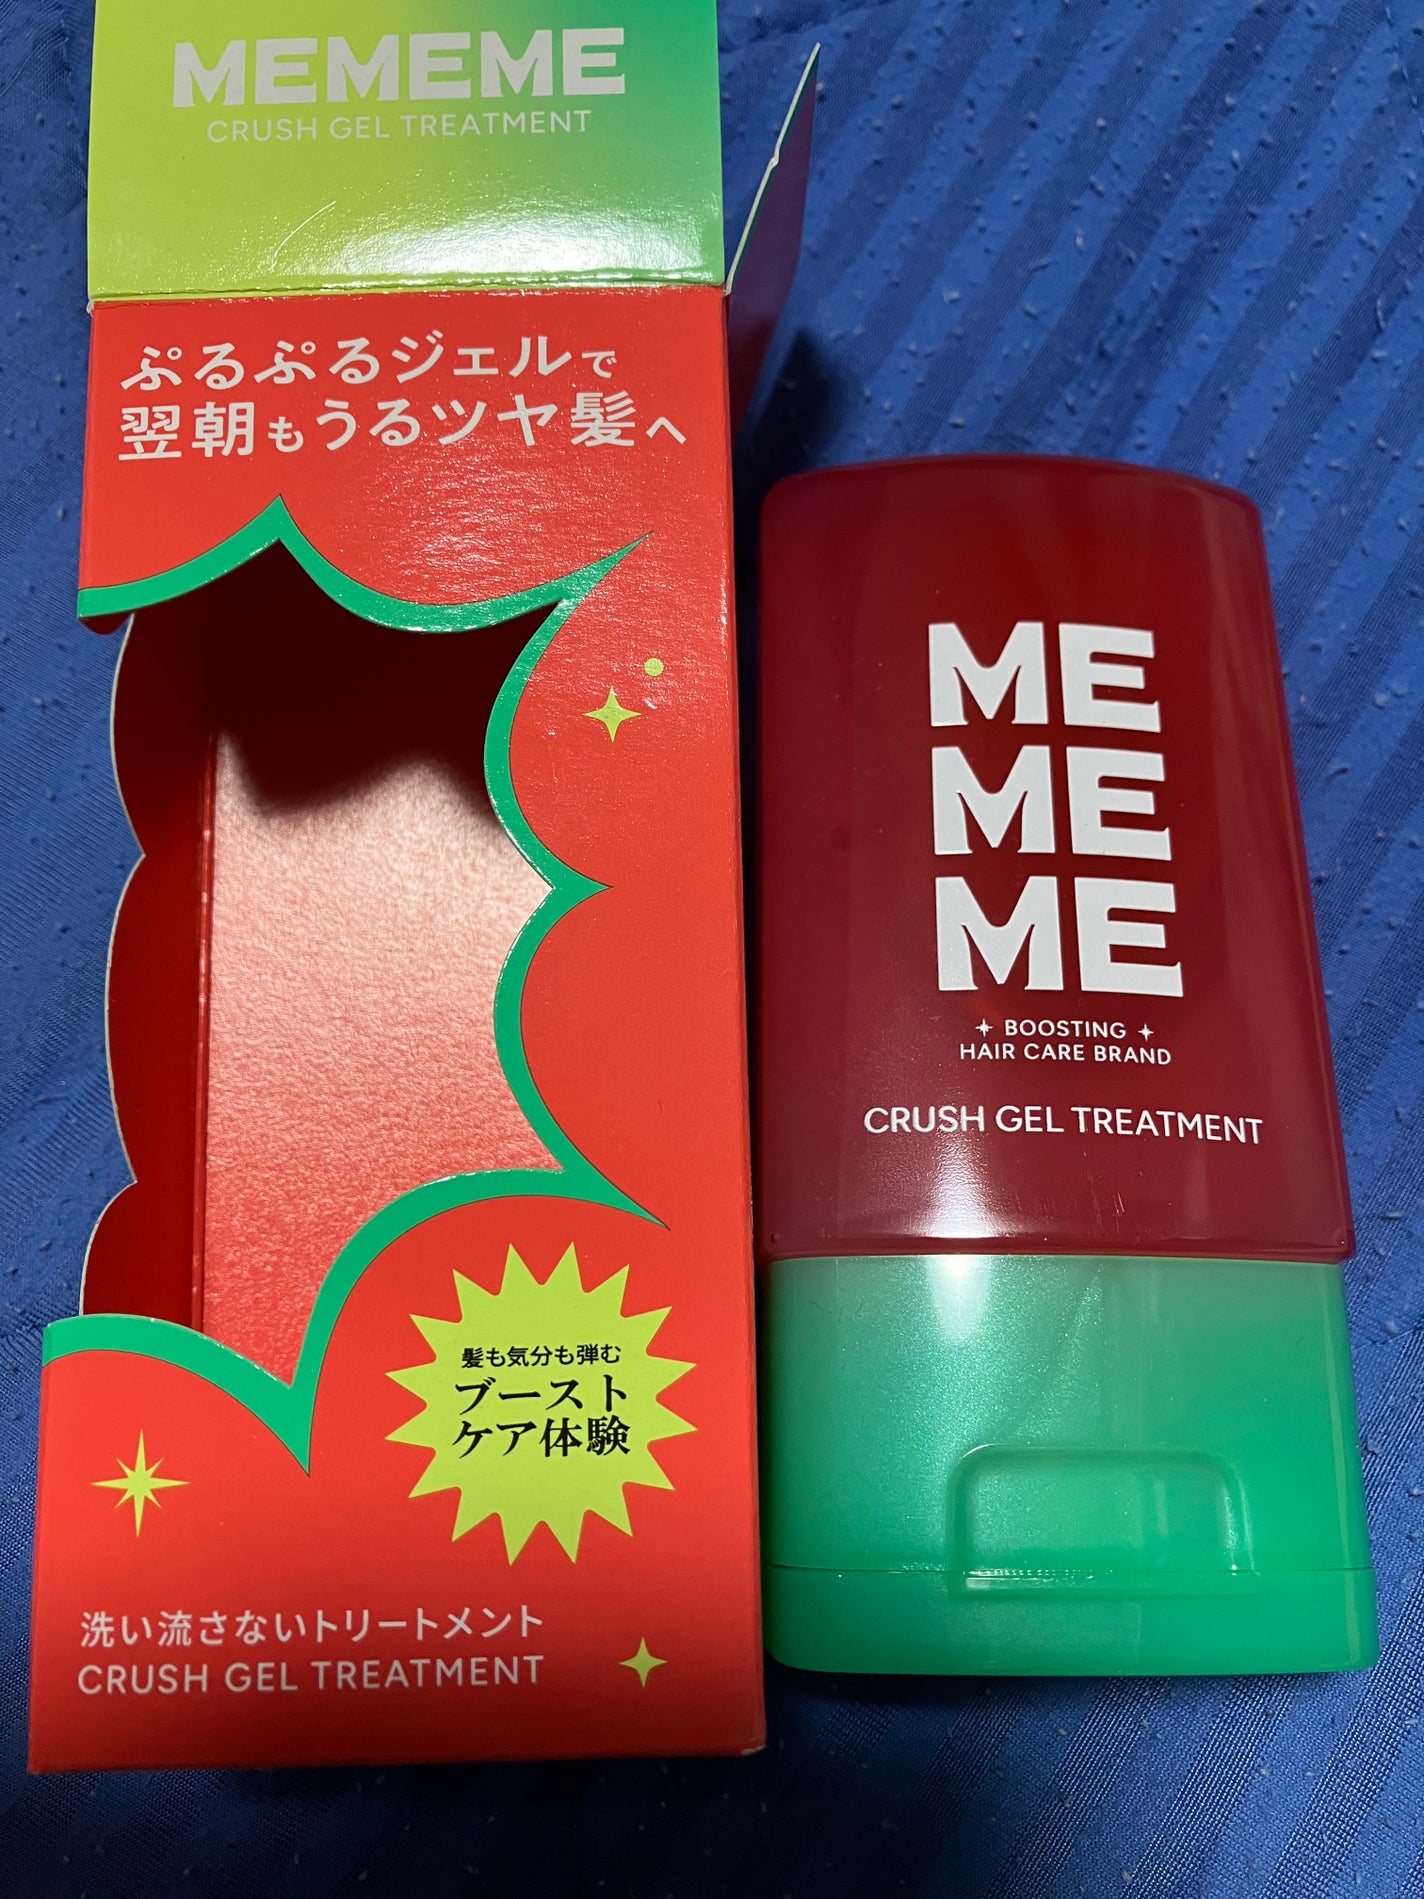 MEMEME
CRUSH GEL TREATMENT
ぷるぷるジェルで
翌朝もうるツヤ髪へ
髪も気分も弾む
ブースト
ケア体験
洗い流さないトリートメント
CRUSH GEL TREATMENT
ME
ME
ME
BOOSTING
HAIR CARE BRAND
CRUSH GEL TREATMENT